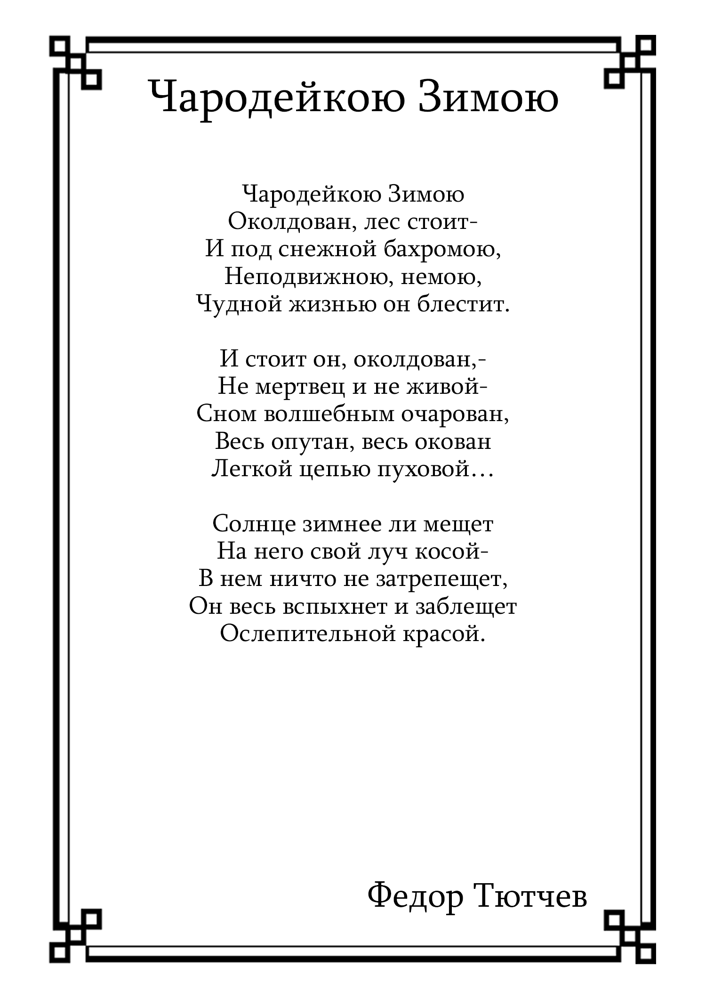 Чародейкою Зимою
Чародейкою Зимою
Околдован, лес стоит-
И под снежной бахромою,
Неподвижною, немою,
Чудной жизнью он блестит.
И стоит он, околдован,-
Не мертвец и не живой-
Сном волшебным очарован,
Весь опутан, весь окован
Легкой цепью пуховой...
Солнце зимнее ли мещет
На него свой луч косой-
В нем ничто не затрепещет,
Он весь вспыхнет и заблещет
Ослепительной красой.
Федор Тютчев